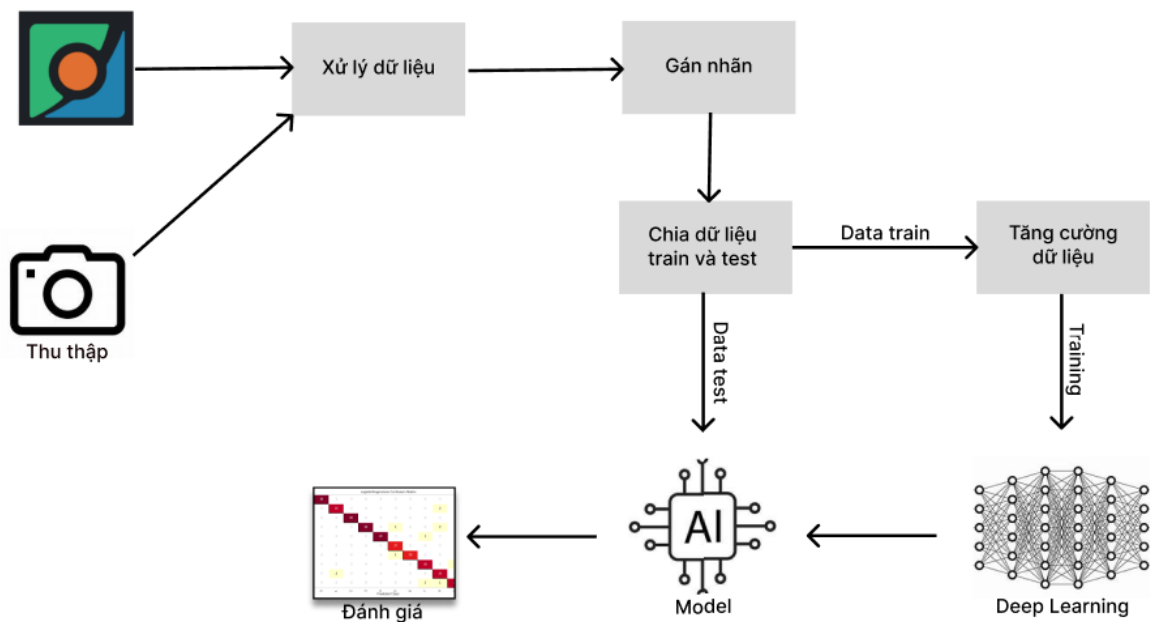 Xử lý dữ liệu
Gán nhãn
Thu thập
Chia dữ liệu
train và test
Data train
Tăng cường
dữ liệu
Data test
Training
AI
Đánh giá
Model
Deep Learning